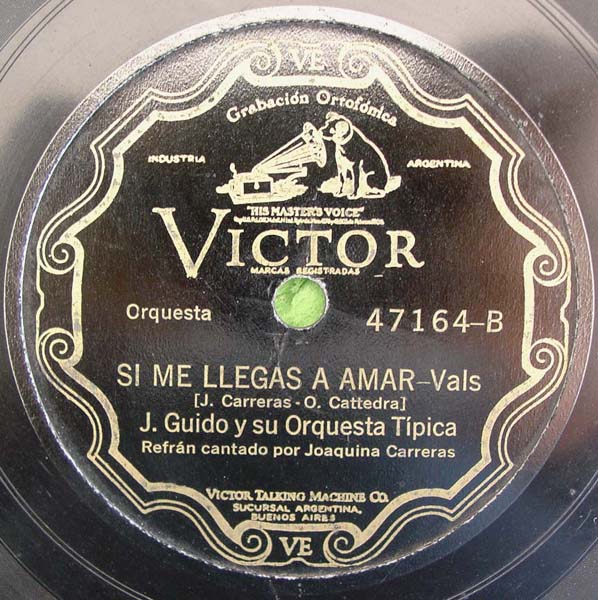 VE
Grabación Ortofónica
INDUSTRIA ARGENTINA
"HIS MASTER'S VOICE"
VICTOR
MARCAS REGISTRADAS
Orquesta 47164-B
SI ME LLEGAS A AMAR-Vals
[J. Carreras - O. Cattedra]
J. Guido y su Orquesta Típica
Refrán cantado por Joaquina Carreras
VICTOR TALKING MACHINE CO.
SUCURSAL ARGENTINA,
BUENOS AIRES
VE